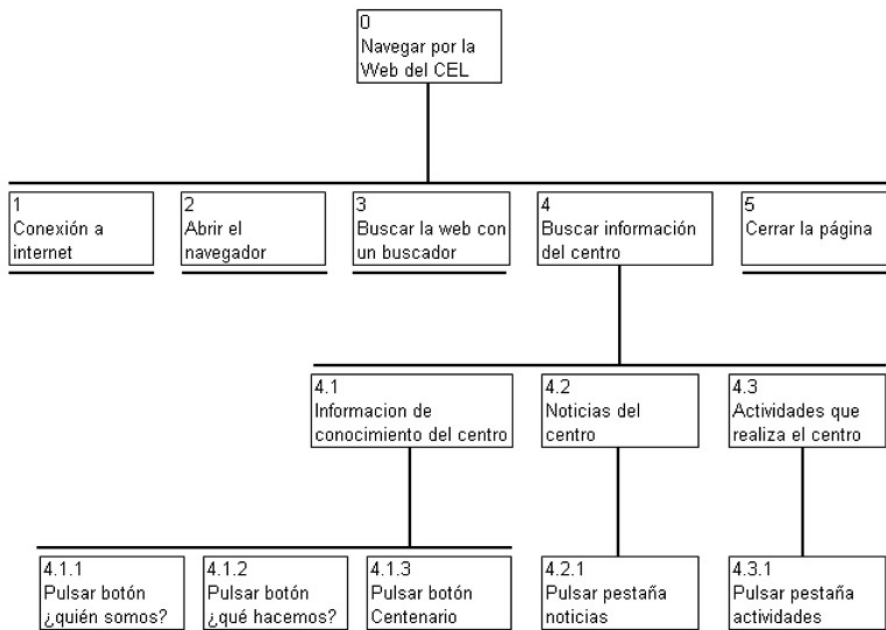 0
Navegar por la
Web del CEL
1
Conexión a
internet
2
Abrir el
navegador
3
Buscar la web con
un buscador
4
Buscar información
del centro
5
Cerrar la página
4.1
Informacion de
conocimiento del centro
4.2
Noticias del
centro
4.3
Actividades que
realiza el centro
4.1.1
Pulsar botón
¿quién somos?
4.1.2
Pulsar botón
¿qué hacemos?
4.1.3
Pulsar botón
Centenario
4.2.1
Pulsar pestaña
noticias
4.3.1
Pulsar pestaña
actividades